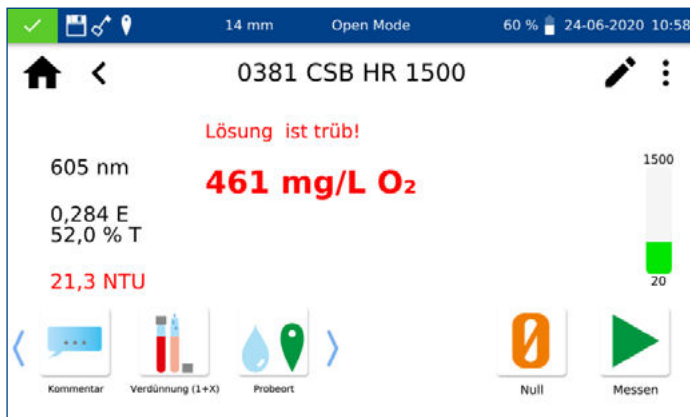 14 mm Open Mode 60 % 24-06-2020 10:58
0381 CSB HR 1500
Lösung ist trüb!
605 nm
461 mg/L O₂
1500
0,284 E
52,0 % T
21,3 NTU
20
... 
Kommentar Verdünnung (1+X) Probeort
0
Null Messen